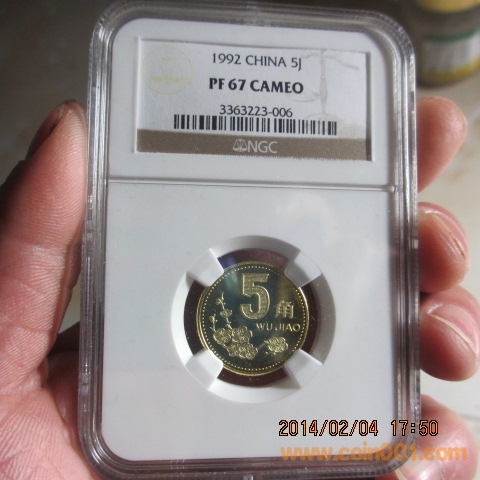 1992 CHINA 5J
PF 67 CAMEO
3363223-006
NGC
5角
WU JIAO
2014/02/04 17:50
www.coin001.com